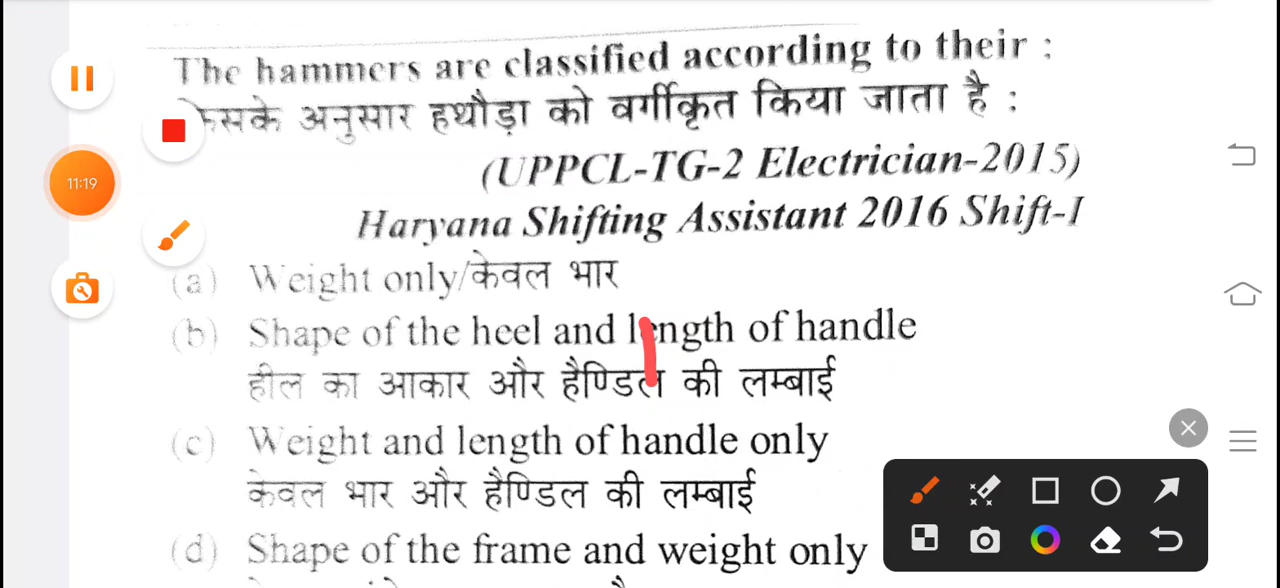 The hammers are classified according to their :
किसके अनुसार हथौड़ा को वर्गीकृत किया जाता है :
(UPPCL-TG-2 Electrician-2015)
Haryana Shifting Assistant 2016 Shift-I
(a) Weight only/केवल भार
(b) Shape of the heel and length of handle
हील का आकार और हैण्डिल की लम्बाई
(c) Weight and length of handle only
केवल भार और हैण्डिल की लम्बाई
(d) Shape of the frame and weight only
11:19